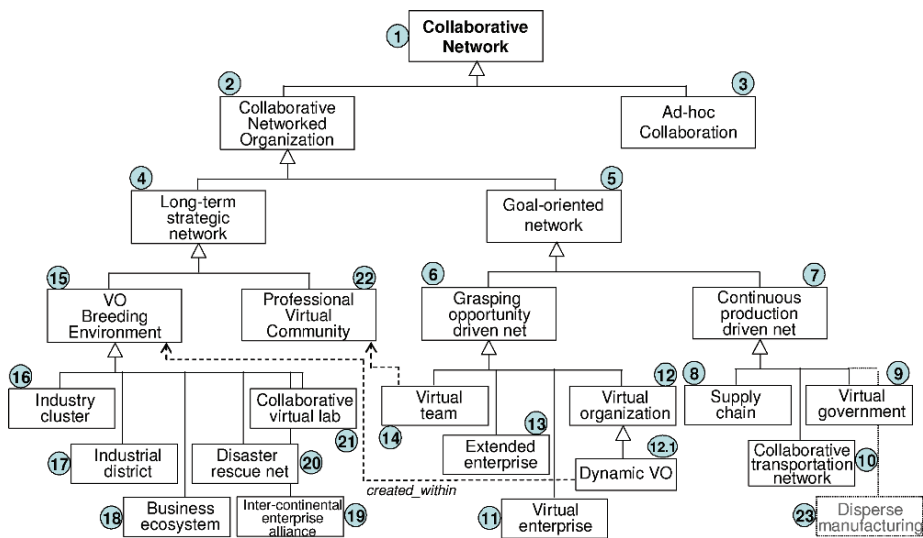 1
Collaborative
Network
2
3
Collaborative
Networked
Organization
Ad-hoc
Collaboration
4
5
Long-term
strategic
network
Goal-oriented
network
15
22
6
7
VO
Breeding
Environment
Professional
Virtual
Community
Grasping
opportunity
driven net
Continuous
production
driven net
16
Industry
cluster
Collaborative
virtual lab
21
Virtual
team
14
12
Virtual
organization
8
Supply
chain
9
Virtual
government
17
Industrial
district
Disaster
rescue net
20
13
Extended
enterprise
12.1
Dynamic VO
Collaborative
transportation
network
10
created_within
18
Business
ecosystem
Inter-continental
enterprise
alliance
19
11
Virtual
enterprise
23
Disperse
manufacturing